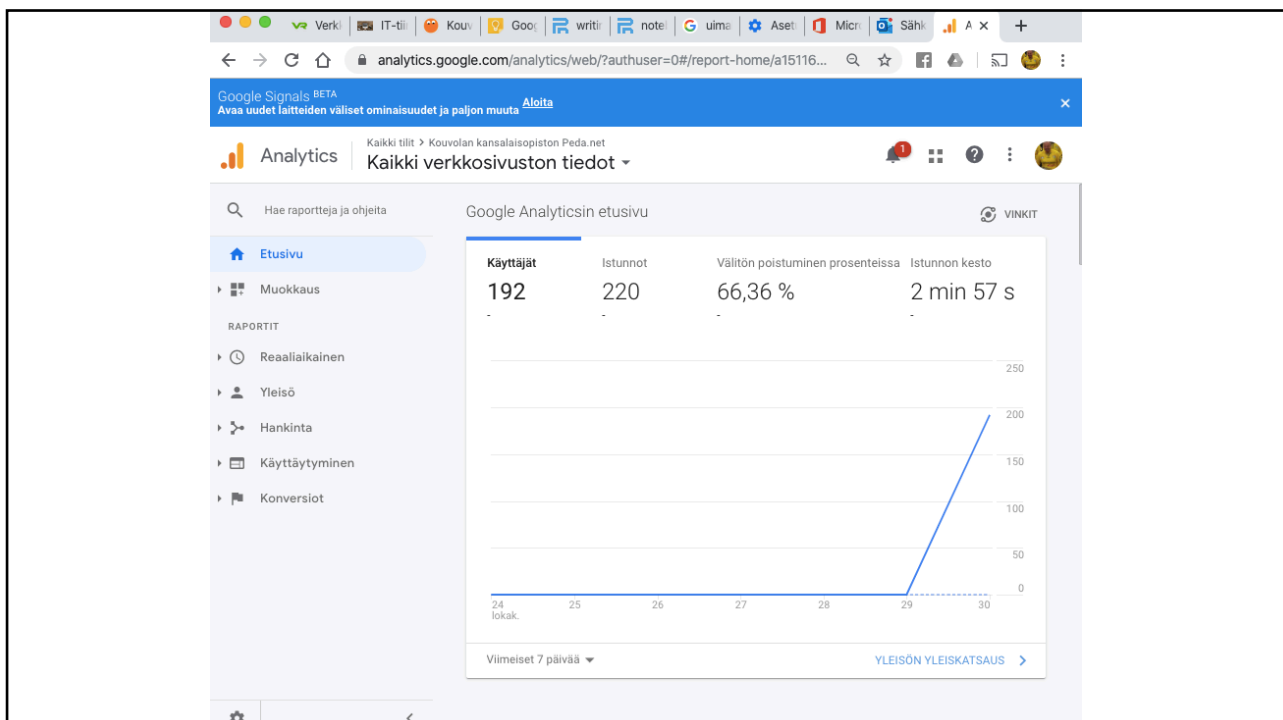 Verk
IT-tii
Kouv
Goog
writin
note
uima
Aset
Micro
Sähk
A
analytics.google.com/analytics/web/?authuser=0#/report-home/a15116...
Google Signals BETA
Avaa uudet laitteiden väliset ominaisuudet ja paljon muuta Aloita
Analytics
Kaikki tilit > Kouvolan kansalaisopiston Peda.net
Kaikki verkkosivuston tiedot
1
Hae raportteja ja ohjeita
Etusivu
Muokkaus
RAPORTIT
Reaaliaikainen
Yleisö
Hankinta
Käyttäytyminen
Konversiot
Google Analyticsin etusivu
VINKIT
Käyttäjät Istunnot Välitön poistuminen prosenteissa Istunnon kesto
192 220 66,36 % 2 min 57 s
- - - -
250
200
150
100
50
0
24 25 26 27 28 29 30
lokak.
Viimeiset 7 päivää
YLEISÖN YLEISKATSAUS